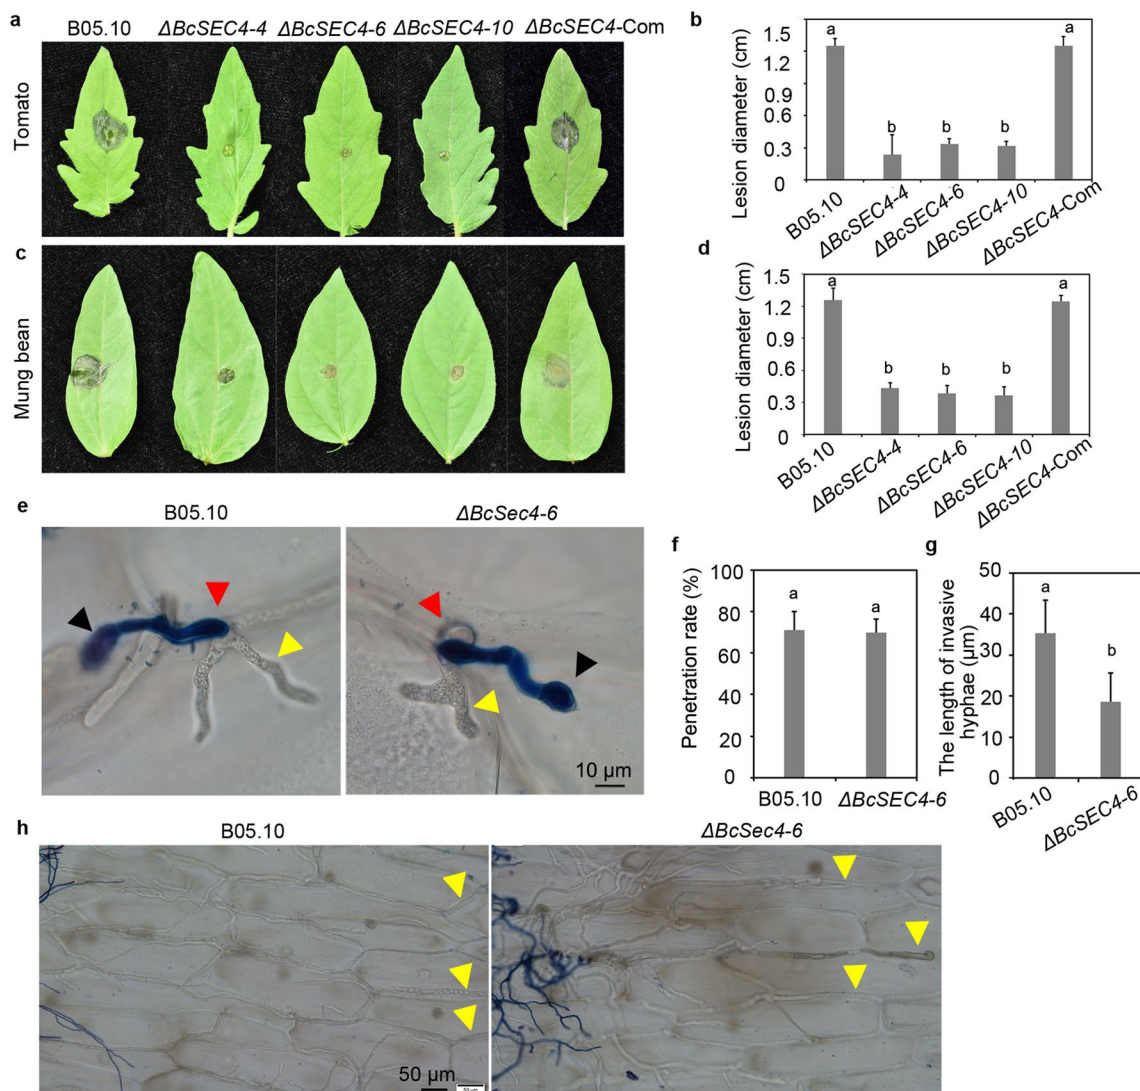 a
B05.10 ΔBcSEC4-4 ΔBcSEC4-6 ΔBcSEC4-10 ΔBcSEC4-Com
Tomato
b
Lesion diameter (cm)
1.5
1.2
0.9
0.6
0.3
0
a b b b a
B05.10 ΔBcSEC4-4 ΔBcSEC4-6 ΔBcSEC4-10 ΔBcSEC4-Com
c
Mung bean
d
Lesion diameter (cm)
1.5
1.2
0.9
0.6
0.3
0
a b b b a
B05.10 ΔBcSEC4-4 ΔBcSEC4-6 ΔBcSEC4-10 ΔBcSEC4-Com
e
B05.10 ΔBcSec4-6
10 µm
f
Penetration rate (%)
100
80
60
40
20
0
a a
B05.10 ΔBcSEC4-6
g
The length of invasive
hyphae (µm)
50
40
30
20
10
0
a b
B05.10 ΔBcSEC4-6
h
B05.10 ΔBcSec4-6
50 µm
50 µm